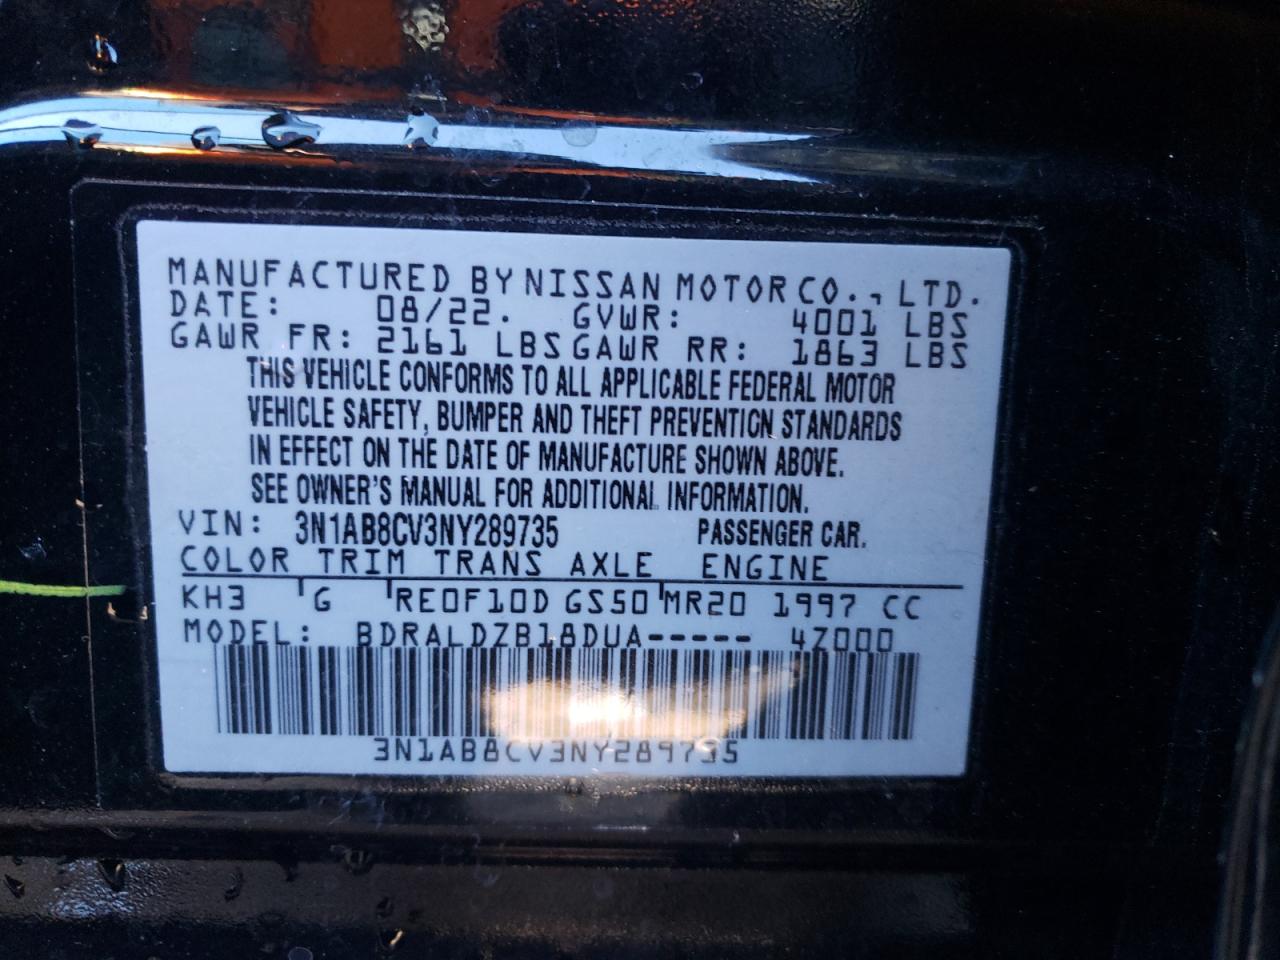 MANUFACTURED BY NISSAN MOTOR CO., LTD.
DATE: 08/22. GVWR: 4001 LBS
GAWR FR: 2161 LBS GAWR RR: 1863 LBS
THIS VEHICLE CONFORMS TO ALL APPLICABLE FEDERAL MOTOR
VEHICLE SAFETY, BUMPER AND THEFT PREVENTION STANDARDS
IN EFFECT ON THE DATE OF MANUFACTURE SHOWN ABOVE.
SEE OWNER'S MANUAL FOR ADDITIONAL INFORMATION.
VIN: 3N1AB8CV3NY289735 PASSENGER CAR.
COLOR TRIM TRANS AXLE ENGINE
KH3 G RE0F10D GS50 MR20 1997 CC
MODEL: BDRALDZB18DUA----- 4Z000
3N1AB8CV3NY289735